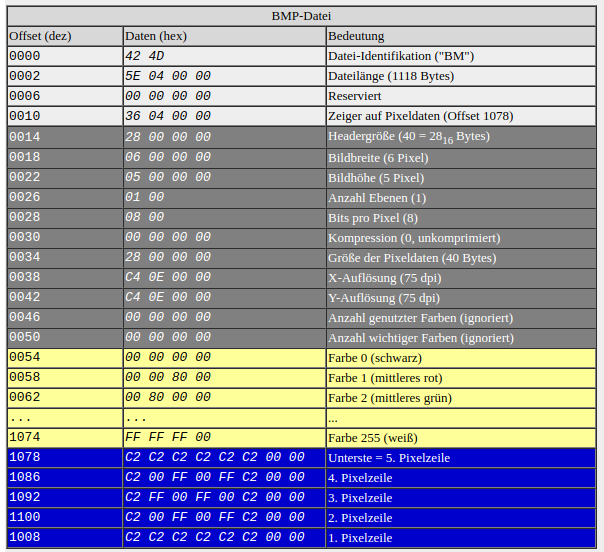 BMP-Datei
Offset (dez) Daten (hex) Bedeutung
0000 42 4D Datei-Identifikation ("BM")
0002 5E 04 00 00 Dateilänge (1118 Bytes)
0006 00 00 00 00 Reserviert
0010 36 04 00 00 Zeiger auf Pixeldaten (Offset 1078)
0014 28 00 00 00 Headergröße (40 = 28₁₆ Bytes)
0018 06 00 00 00 Bildbreite (6 Pixel)
0022 05 00 00 00 Bildhöhe (5 Pixel)
0026 01 00 Anzahl Ebenen (1)
0028 08 00 Bits pro Pixel (8)
0030 00 00 00 00 Kompression (0, unkomprimiert)
0034 28 00 00 00 Größe der Pixeldaten (40 Bytes)
0038 C4 0E 00 00 X-Auflösung (75 dpi)
0042 C4 0E 00 00 Y-Auflösung (75 dpi)
0046 00 00 00 00 Anzahl genutzter Farben (ignoriert)
0050 00 00 00 00 Anzahl wichtiger Farben (ignoriert)
0054 00 00 00 00 Farbe 0 (schwarz)
0058 00 00 80 00 Farbe 1 (mittleres rot)
0062 00 80 00 00 Farbe 2 (mittleres grün)
... ... ...
1074 FF FF FF 00 Farbe 255 (weiß)
1078 C2 C2 C2 C2 C2 C2 00 00 Unterste = 5. Pixelzeile
1086 C2 00 FF 00 FF C2 00 00 4. Pixelzeile
1092 C2 FF 00 FF 00 C2 00 00 3. Pixelzeile
1100 C2 00 FF 00 FF C2 00 00 2. Pixelzeile
1008 C2 C2 C2 C2 C2 C2 00 00 1. Pixelzeile